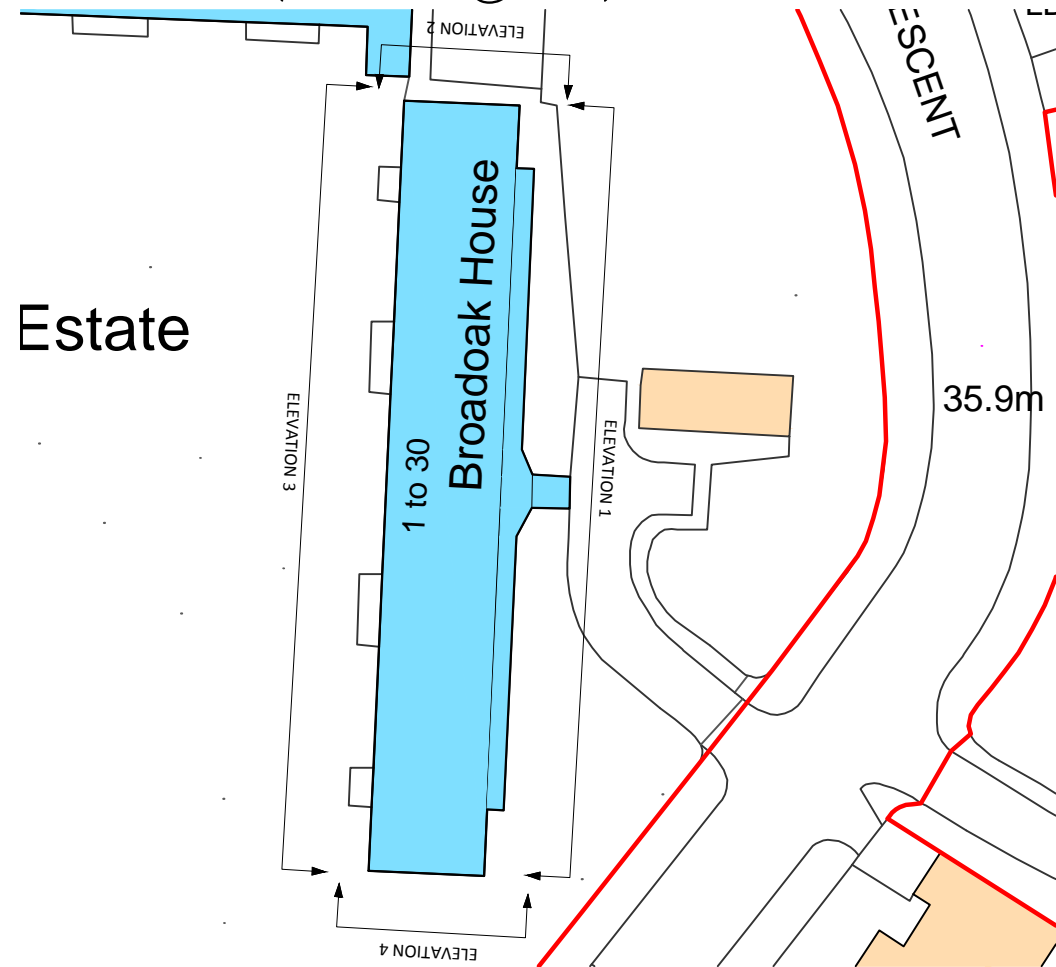 ELEVATION 2
ESCENT
Broadoak House
1 to 30
Estate
35.9m
ELEVATION 3
ELEVATION 1
ELEVATION 4